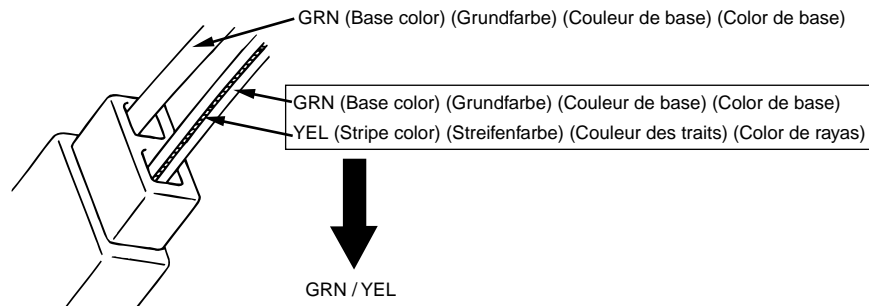 GRN (Base color) (Grundfarbe) (Couleur de base) (Color de base)
GRN (Base color) (Grundfarbe) (Couleur de base) (Color de base)
YEL (Stripe color) (Streifenfarbe) (Couleur des traits) (Color de rayas)
GRN / YEL